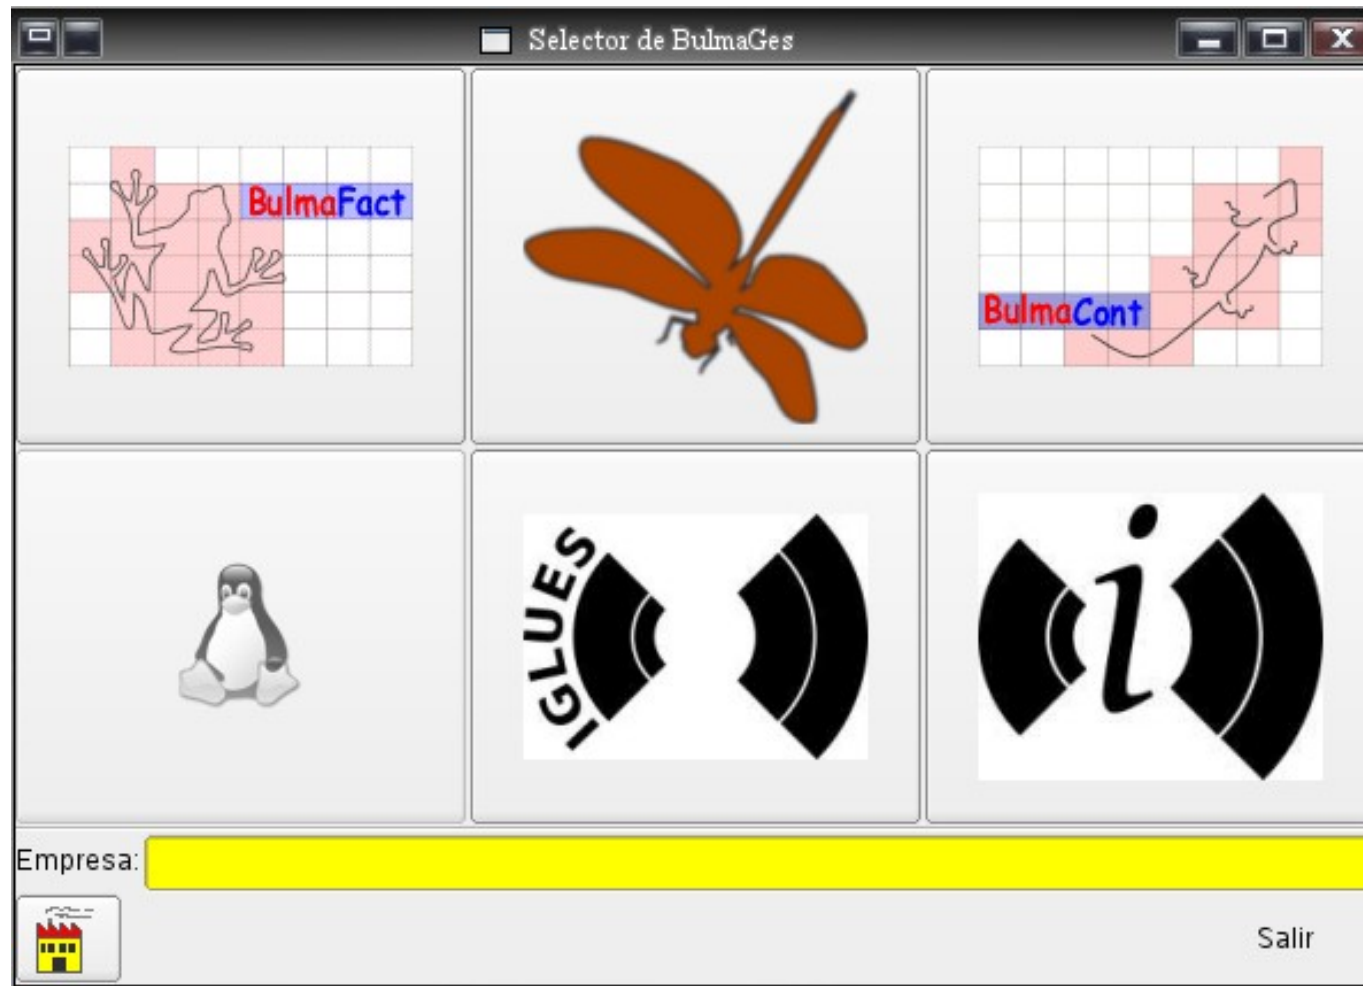 Selector de BulmaGes
BulmaFact
BulmaCont
IGLUES
i
Empresa:
Salir